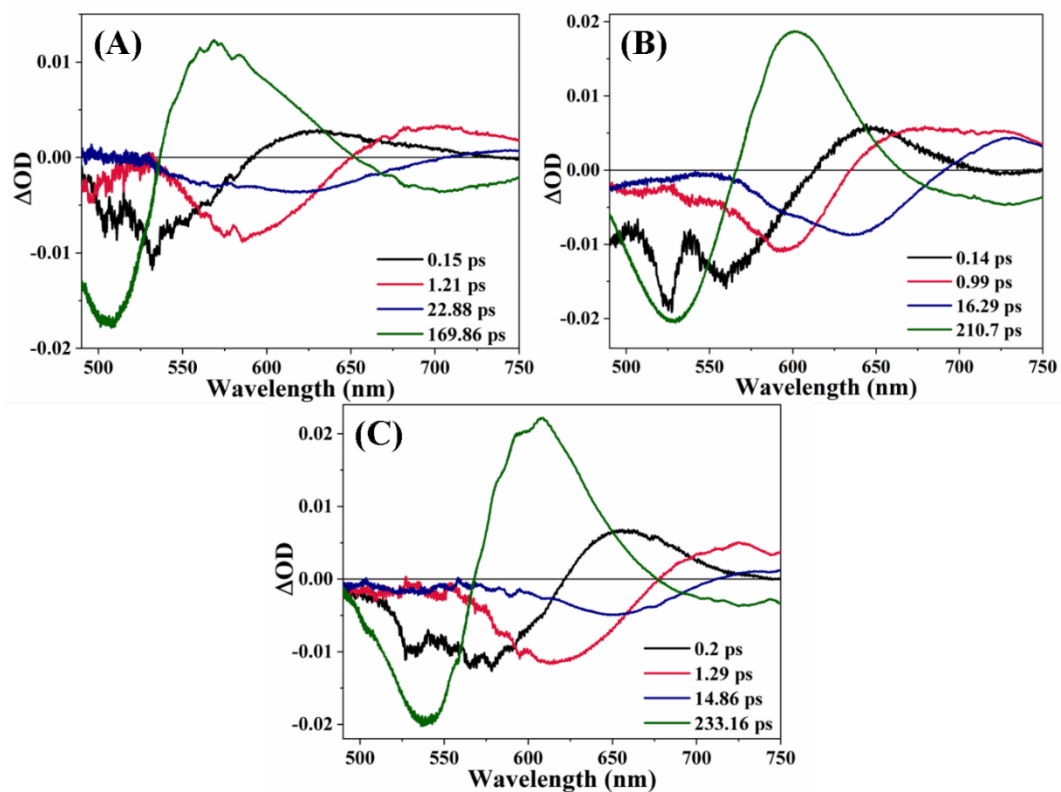 (A)
ΔOD
0.01
0.00
-0.01
-0.02
0.15 ps
1.21 ps
22.88 ps
169.86 ps
500 550 600 650 700 750
Wavelength (nm)
(B)
ΔOD
0.02
0.01
0.00
-0.01
-0.02
0.14 ps
0.99 ps
16.29 ps
210.7 ps
500 550 600 650 700 750
Wavelength (nm)
(C)
ΔOD
0.02
0.01
0.00
-0.01
-0.02
0.2 ps
1.29 ps
14.86 ps
233.16 ps
500 550 600 650 700 750
Wavelength (nm)